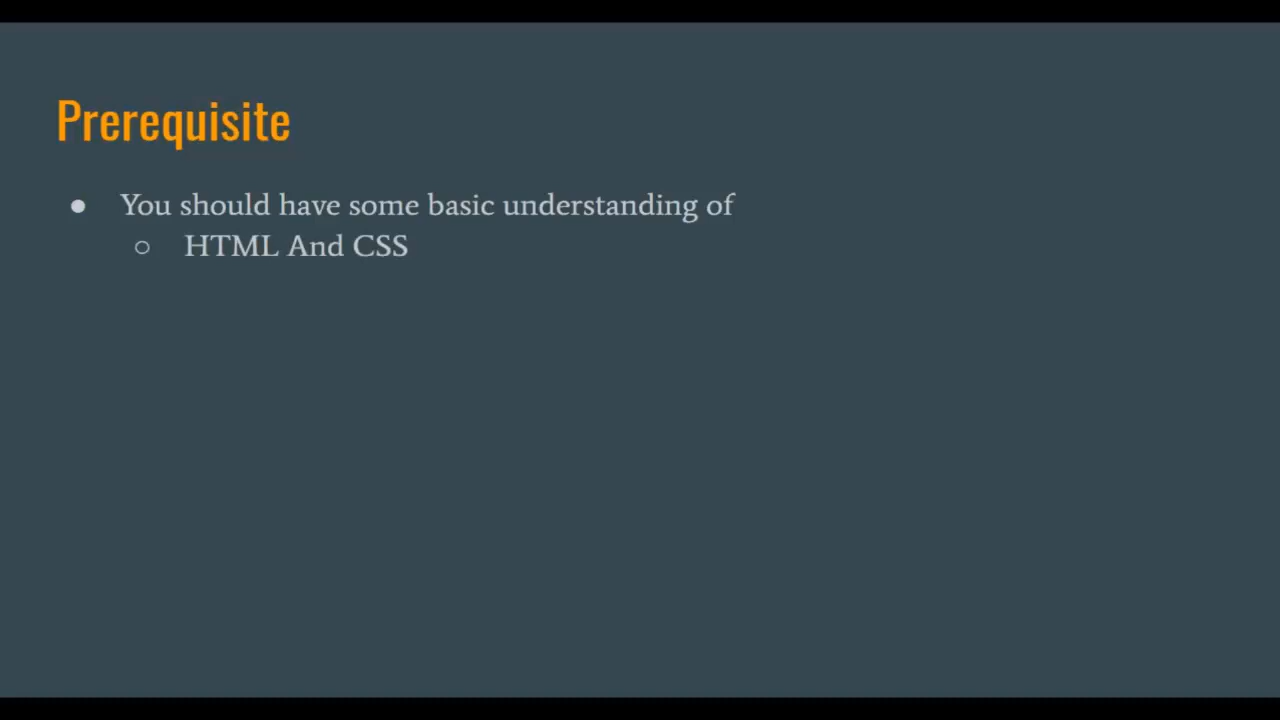 Prerequisite
● You should have some basic understanding of
○ HTML And CSS